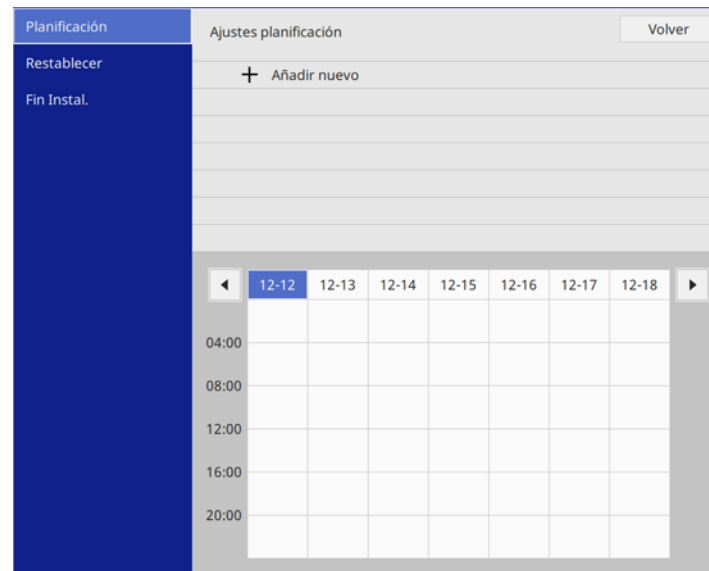 Planificación
Restablecer
Fin Instal.
Ajustes planificación
Volver
+ Añadir nuevo
12-12 12-13 12-14 12-15 12-16 12-17 12-18
04:00
08:00
12:00
16:00
20:00